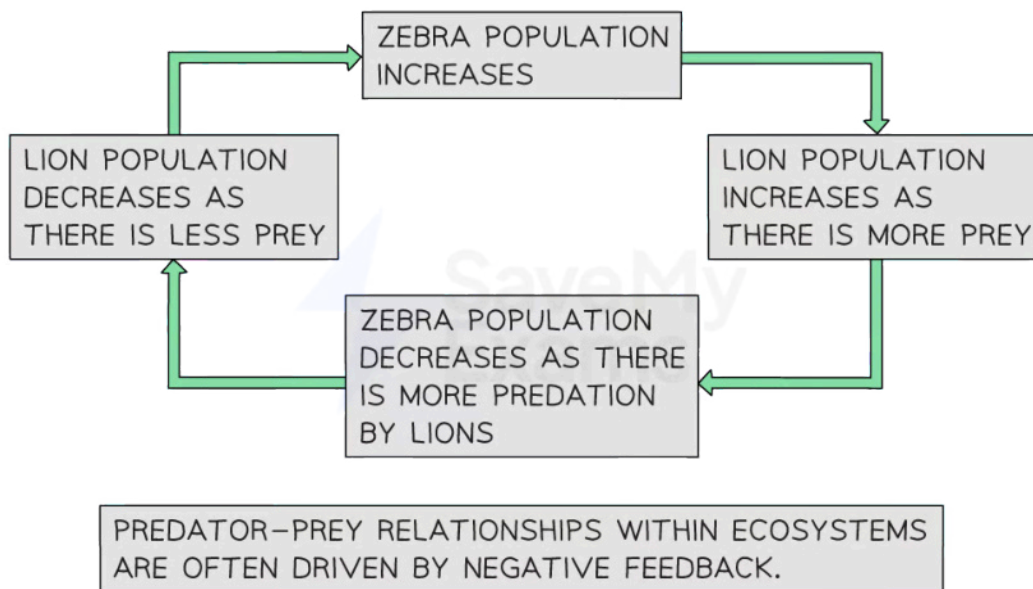 ZEBRA POPULATION
INCREASES
LION POPULATION
DECREASES AS
THERE IS LESS PREY
LION POPULATION
INCREASES AS
THERE IS MORE PREY
SaveMy
Exams
ZEBRA POPULATION
DECREASES AS THERE
IS MORE PREDATION
BY LIONS
PREDATOR–PREY RELATIONSHIPS WITHIN ECOSYSTEMS
ARE OFTEN DRIVEN BY NEGATIVE FEEDBACK.